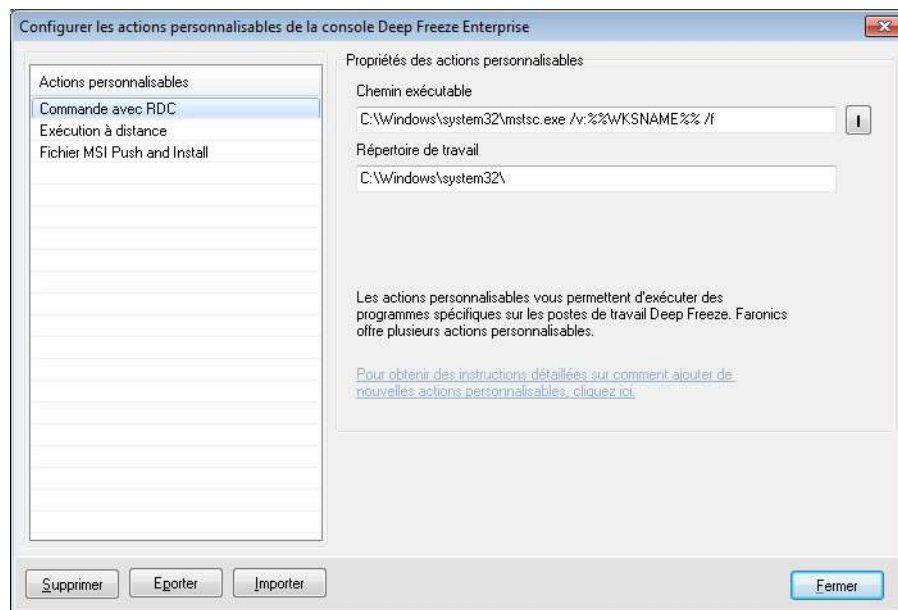 Configurer les actions personnalisables de la console Deep Freeze Enterprise
Actions personnalisables
Commande avec RDC
Exécution à distance
Fichier MSI Push and Install
Propriétés des actions personnalisables
Chemin exécutable
C:\Windows\system32\mstsc.exe /v:%%WKSNAME%% /f
I
Répertoire de travail
C:\Windows\system32\
Les actions personnalisables vous permettent d'exécuter des
programmes spécifiques sur les postes de travail Deep Freeze. Faronics
offre plusieurs actions personnalisables.
Pour obtenir des instructions détaillées sur comment ajouter de
nouvelles actions personnalisables, cliquez ici.
Supprimer
Eporter
Importer
Fermer